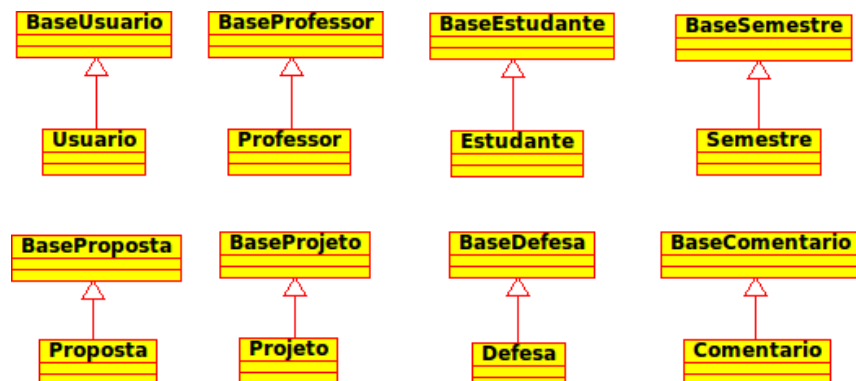 BaseUsuario
BaseProfessor
BaseEstudante
BaseSemestre
Usuario
Professor
Estudante
Semestre
BaseProposta
BaseProjeto
BaseDefesa
BaseComentario
Proposta
Projeto
Defesa
Comentario